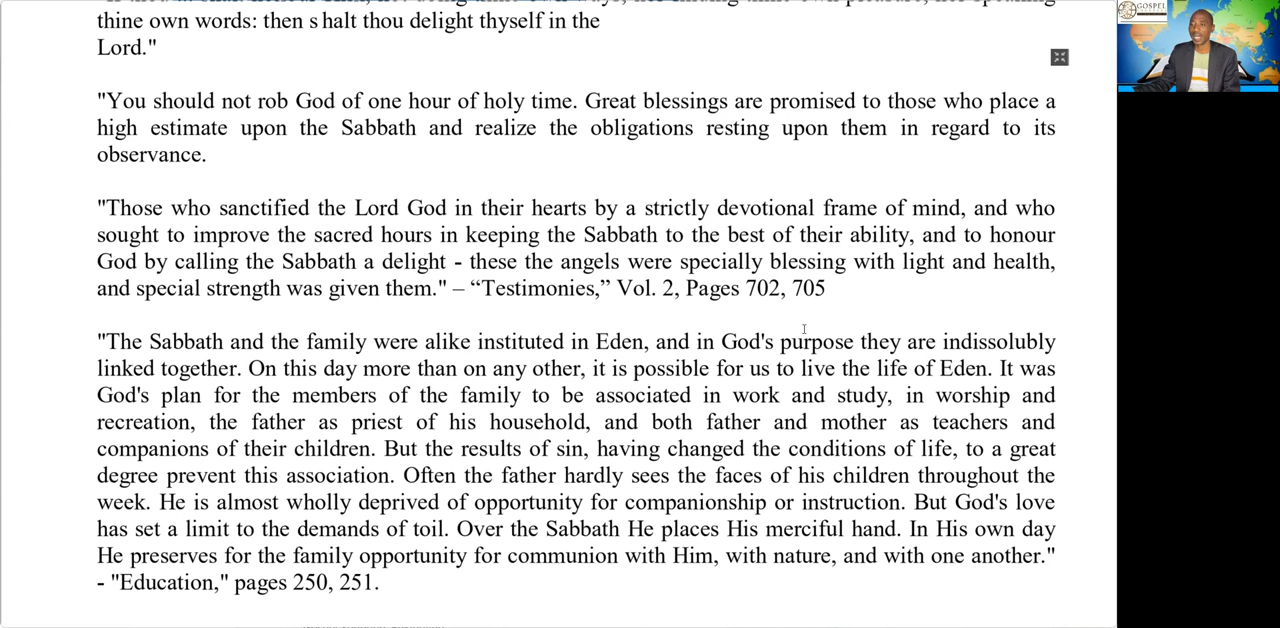 thine own words: then s halt thou delight thyself in the
Lord."
"You should not rob God of one hour of holy time. Great blessings are promised to those who place a
high estimate upon the Sabbath and realize the obligations resting upon them in regard to its
observance.
"Those who sanctified the Lord God in their hearts by a strictly devotional frame of mind, and who
sought to improve the sacred hours in keeping the Sabbath to the best of their ability, and to honour
God by calling the Sabbath a delight - these the angels were specially blessing with light and health,
and special strength was given them." – “Testimonies,” Vol. 2, Pages 702, 705
"The Sabbath and the family were alike instituted in Eden, and in God's purpose they are indissolubly
linked together. On this day more than on any other, it is possible for us to live the life of Eden. It was
God's plan for the members of the family to be associated in work and study, in worship and
recreation, the father as priest of his household, and both father and mother as teachers and
companions of their children. But the results of sin, having changed the conditions of life, to a great
degree prevent this association. Often the father hardly sees the faces of his children throughout the
week. He is almost wholly deprived of opportunity for companionship or instruction. But God's love
has set a limit to the demands of toil. Over the Sabbath He places His merciful hand. In His own day
He preserves for the family opportunity for communion with Him, with nature, and with one another."
- "Education," pages 250, 251.
GOSPEL